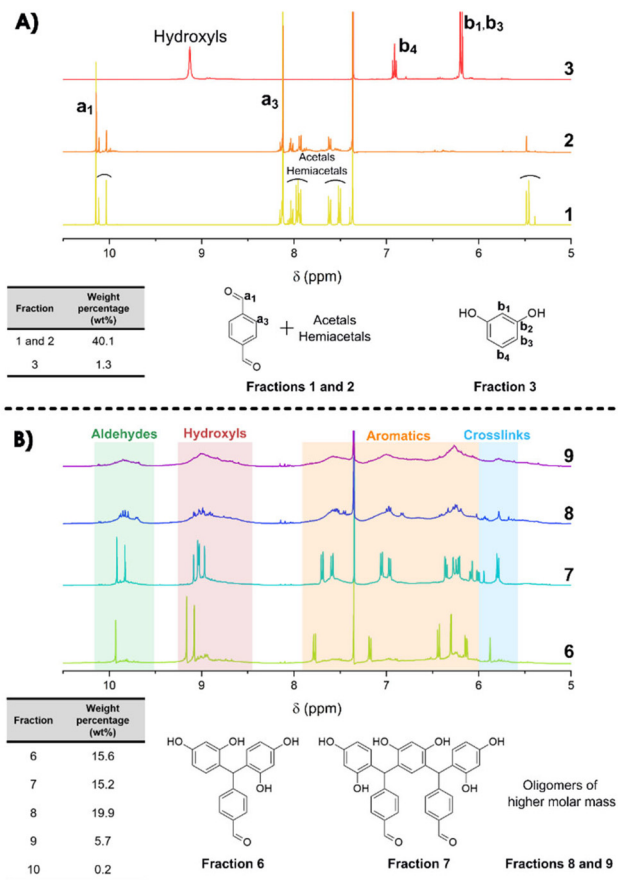 A)
Hydroxyls
b1,b3
b4
3
a1
a3
2
Acetals
Hemiacetals
1
10 9 8 7 6 5
δ (ppm)
Fraction Weight percentage (wt%)
1 and 2 40.1
3 1.3
O a1
a3
O
+ Acetals
Hemiacetals
Fractions 1 and 2
b1
HO OH
b2
b3
b4
Fraction 3
B)
Aldehydes Hydroxyls Aromatics Crosslinks
9
8
7
6
10 9 8 7 6 5
δ (ppm)
Fraction Weight percentage (wt%)
6 15.6
7 15.2
8 19.9
9 5.7
10 0.2
OH OH OH
HO OH
O
Fraction 6
OH OH OH OH
HO OH
O O
Fraction 7
Oligomers of
higher molar mass
Fractions 8 and 9